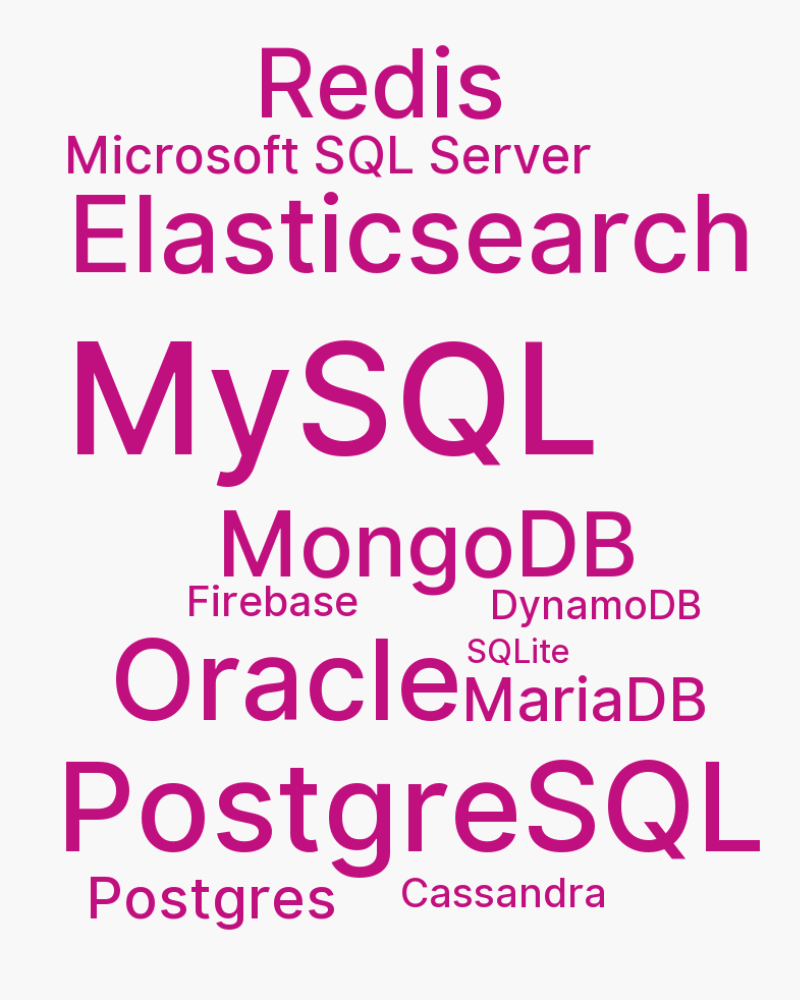 Redis
Microsoft SQL Server
Elasticsearch
MySQL
MongoDB
Firebase DynamoDB
SQLite
Oracle MariaDB
PostgreSQL
Postgres Cassandra